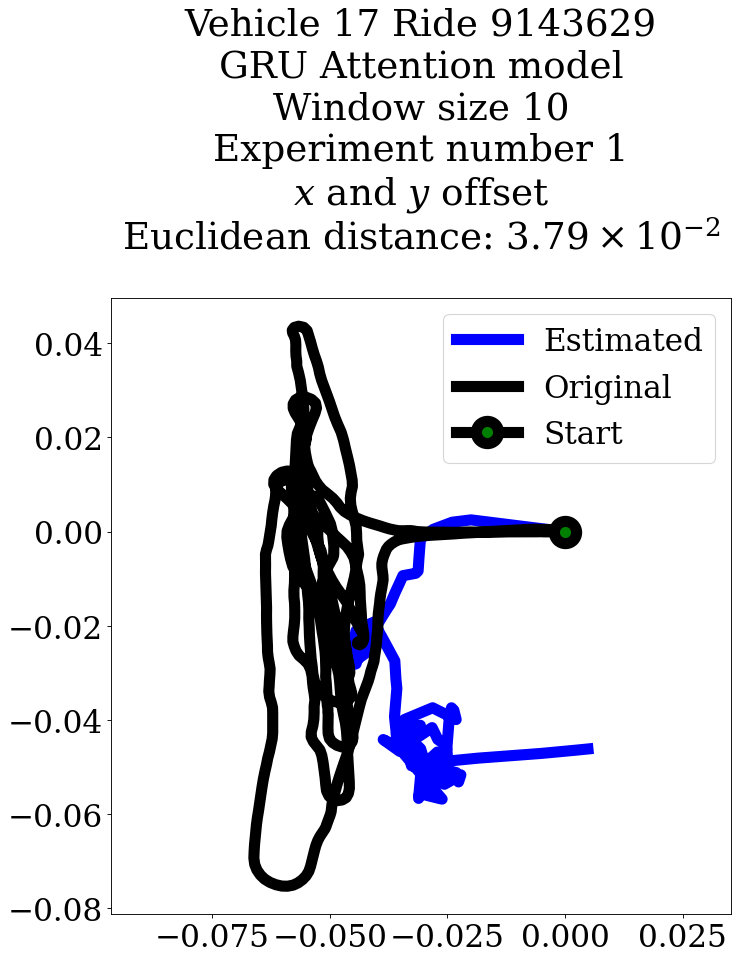 Vehicle 17 Ride 9143629
GRU Attention model
Window size 10
Experiment number 1
x and y offset
Euclidean distance: 3.79 × 10⁻²
Estimated
Original
Start
0.04
0.02
0.00
−0.02
−0.04
−0.06
−0.08
−0.075 −0.050 −0.025 0.000 0.025